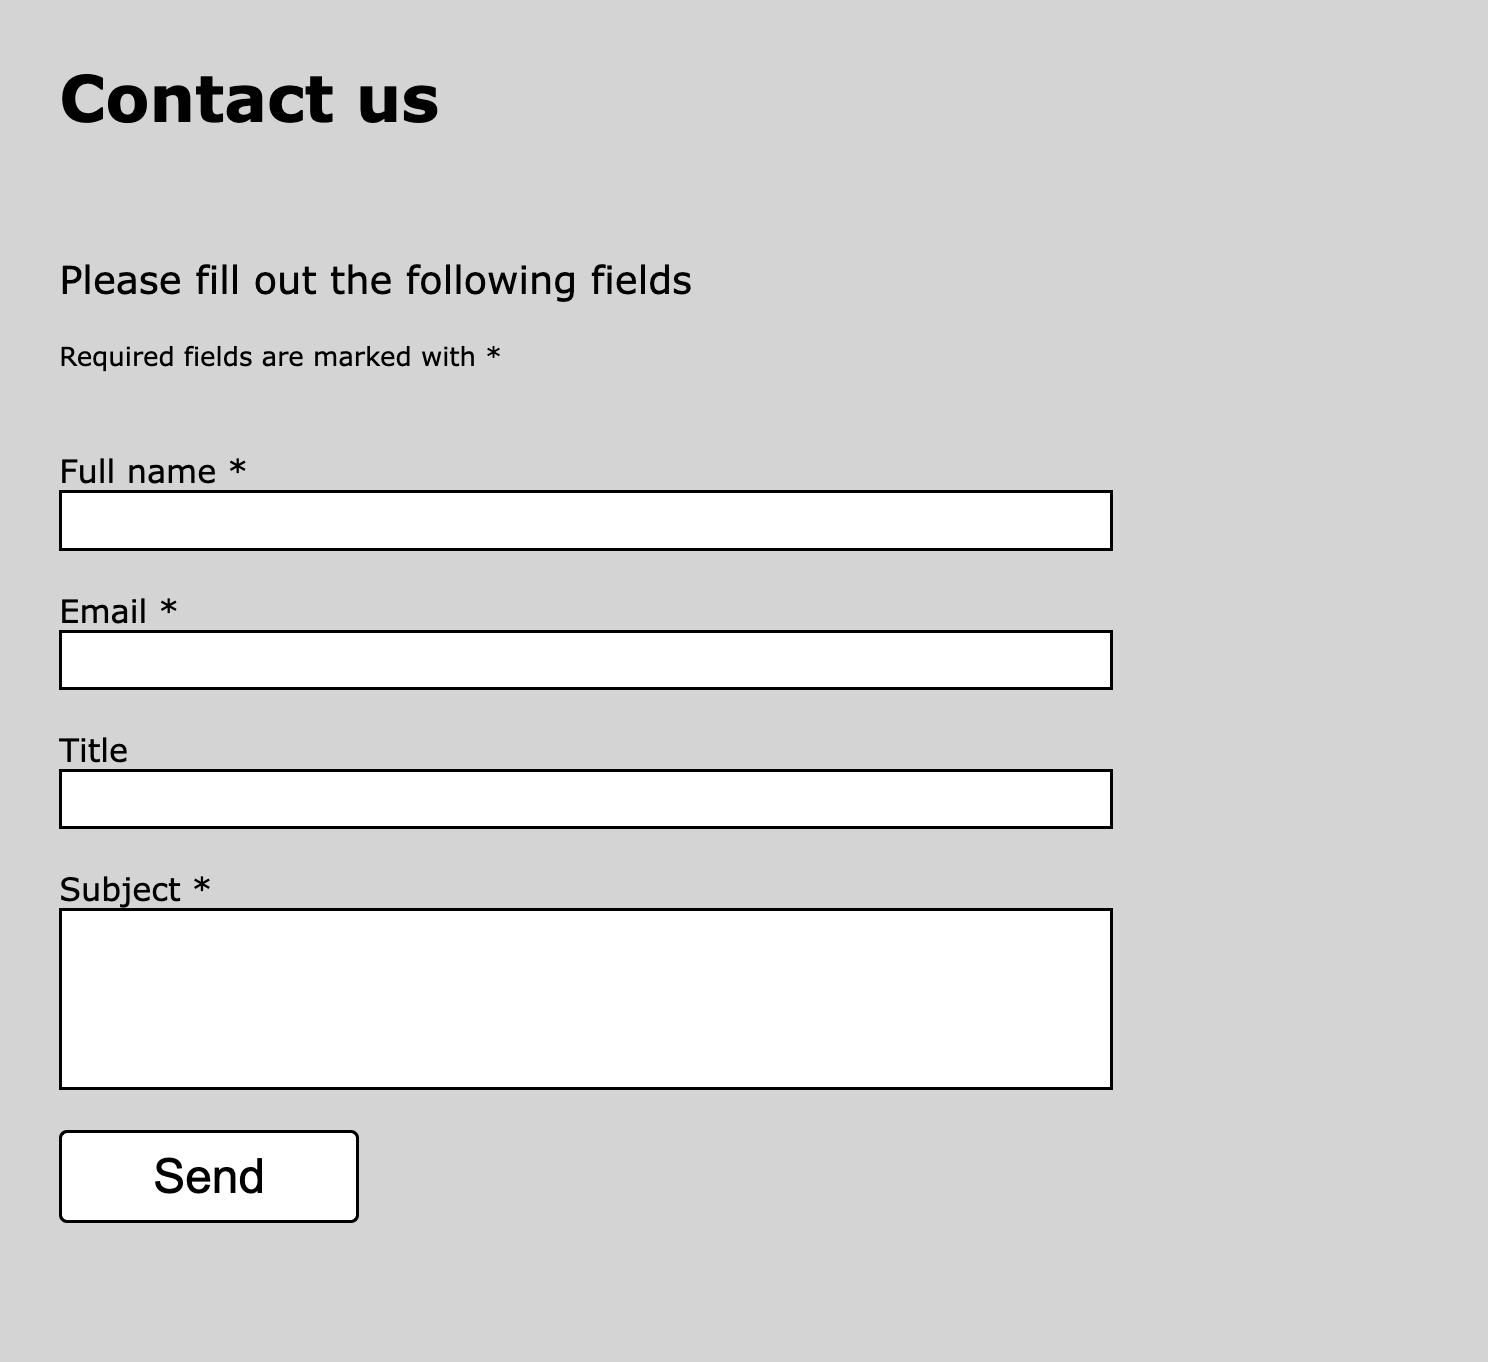 Contact us
Please fill out the following fields
Required fields are marked with *
Full name *
Email *
Title
Subject *
Send